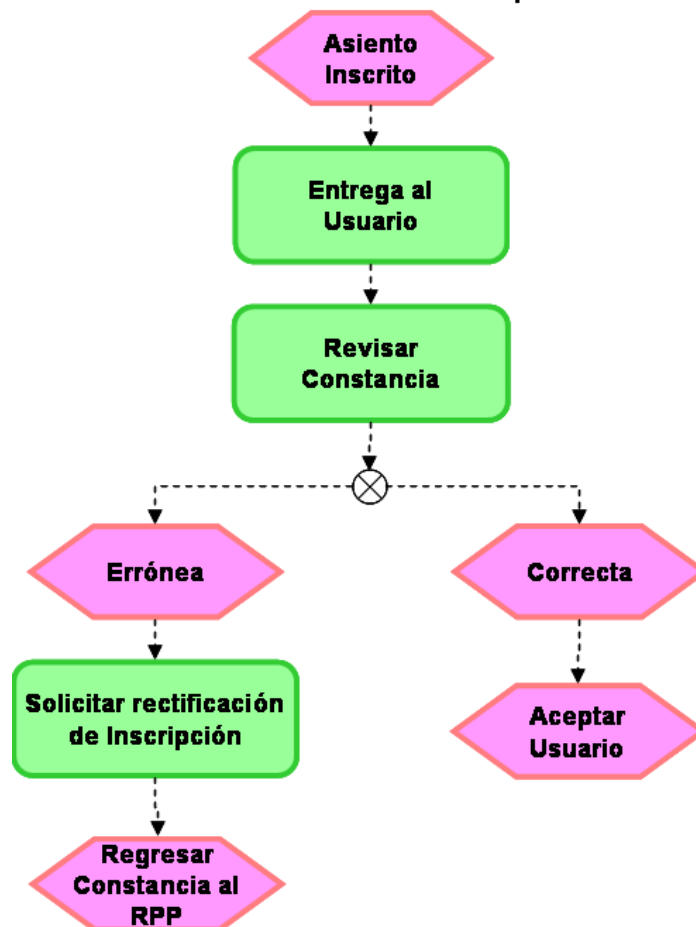 Asiento
Inscrito
Entrega al
Usuario
Revisar
Constancia
Errónea
Correcta
Solicitar rectificación
de Inscripción
Aceptar
Usuario
Regresar
Constancia al
RPP